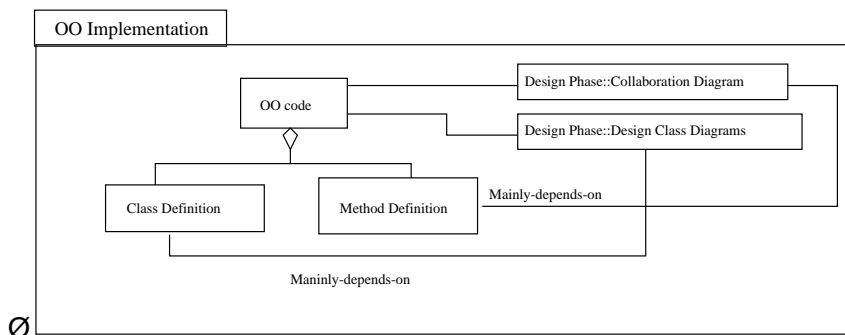 OO Implementation
Design Phase::Collaboration Diagram
OO code
Design Phase::Design Class Diagrams
Mainly-depends-on
Class Definition
Method Definition
Maninly-depends-on
Ø